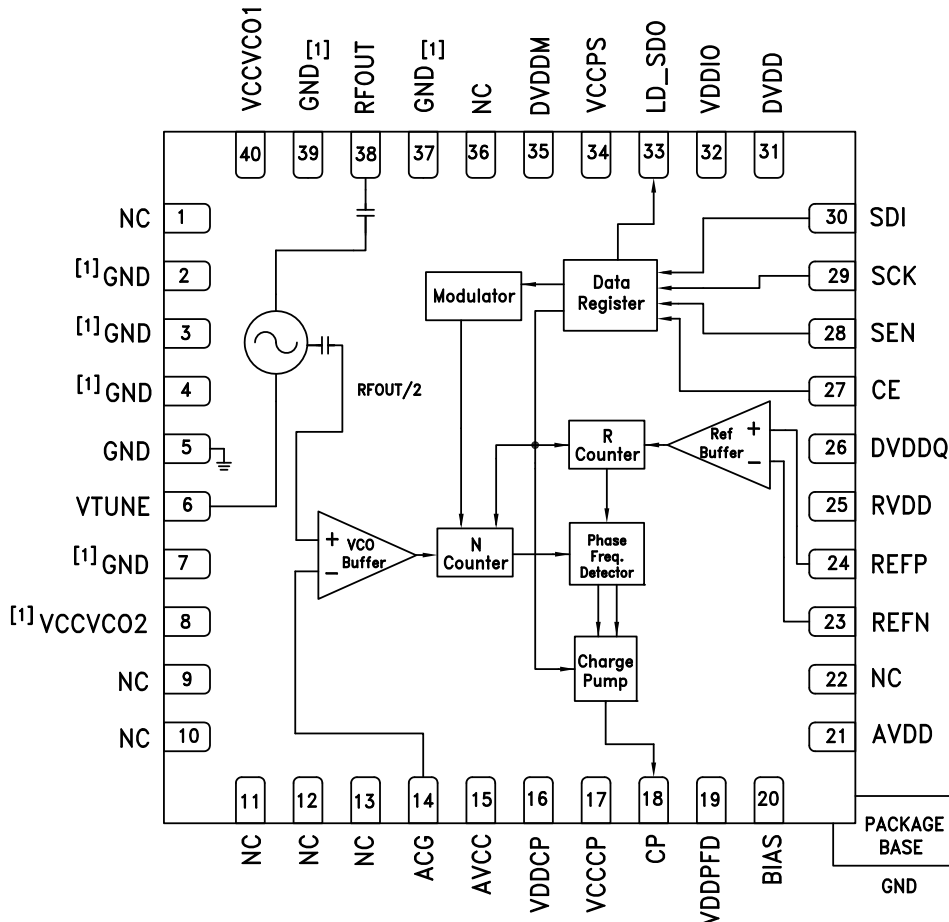 VCCVCO1
GND[1]
RFOUT
GND[1]
NC
DVDDM
VCCPS
LD_SDO
VDDIO
DVDD
40
39
38
37
36
35
34
33
32
31
NC 1
[1] GND 2
[1] GND 3
[1] GND 4
GND 5
VTUNE 6
[1] GND 7
[1] VCCVCO2 8
NC 9
NC 10
30 SDI
29 SCK
28 SEN
27 CE
26 DVDDQ
25 RVDD
24 REFP
23 REFN
22 NC
21 AVDD
Modulator
Data
Register
RFOUT/2
R
Counter
+
Ref
Buffer
−
+
VCO
Buffer
−
N
Counter
Phase
Freq.
Detector
Charge
Pump
11
12
13
14
15
16
17
18
19
20
NC
NC
NC
ACG
AVCC
VDDCP
VCCCP
CP
VDDPFD
BIAS
PACKAGE
BASE
GND